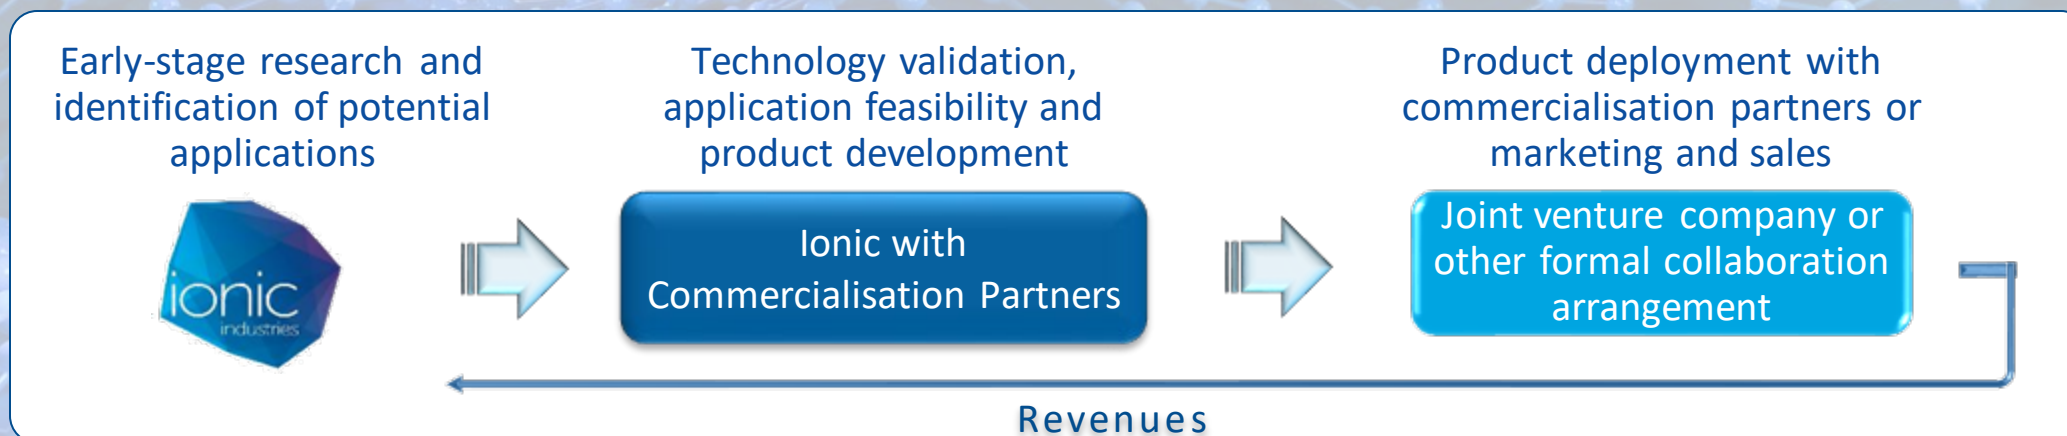 Early-stage research and
identification of potential
applications
ionic
industries
Technology validation,
application feasibility and
product development
Ionic with
Commercialisation Partners
Product deployment with
commercialisation partners or
marketing and sales
Joint venture company or
other formal collaboration
arrangement
Revenues